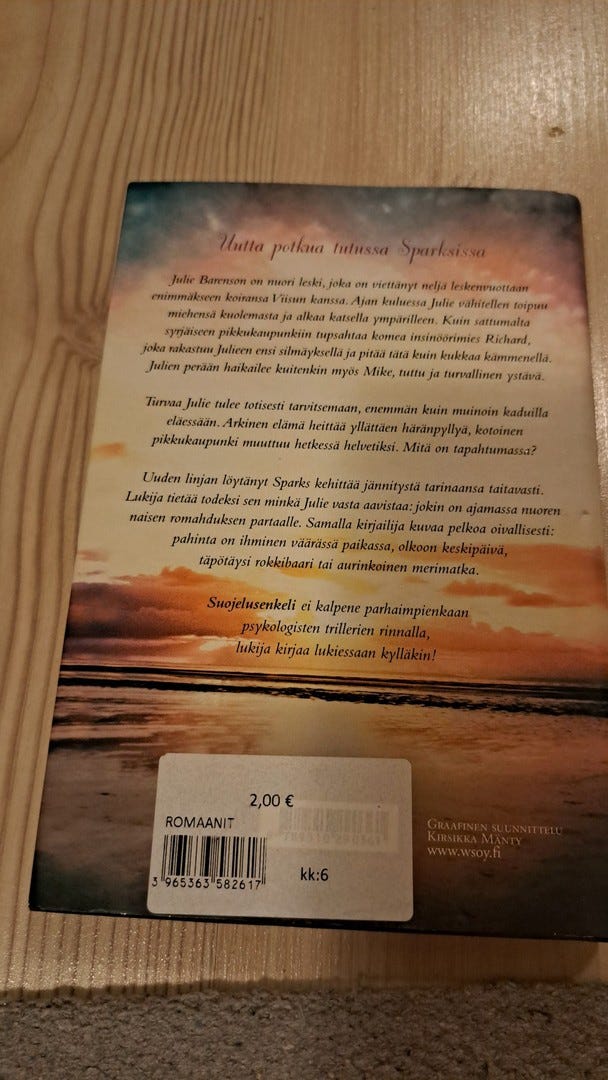 Uutta potkua tutussa Sparksissa
Julie Barenson on nuori leski, joka on viettänyt neljä leskenvuottaan
enimmäkseen koiransa Viisun kanssa. Ajan kuluessa Julie vähitellen toipuu
miehensä kuolemasta ja alkaa katsella ympärilleen. Kuin sattumalta
syrjäiseen pikkukaupunkiin tupsahtaa komea insinöörimies Richard,
joka rakastuu Julieen ensi silmäyksellä ja pitää tätä kuin kukkaa kämmenellä.
Julien perään haikailee kuitenkin myös Mike, tuttu ja turvallinen ystävä.
Turvaa Julie tulee totisesti tarvitsemaan, enemmän kuin muinoin kaduilla
eläessään. Arkinen elämä heittää yllättäen häränpyllyä, kotoinen
pikkukaupunki muuttuu hetkessä helvetiksi. Mitä on tapahtumassa?
Uuden linjan löytänyt Sparks kehittää jännitystä tarinaansa taitavasti.
Lukija tietää todeksi sen minkä Julie vasta aavistaa: jokin on ajamassa nuoren
naisen romahduksen partaalle. Samalla kirjailija kuvaa pelkoa oivallisesti:
pahinta on ihminen väärässä paikassa, olkoon keskipäivä,
täpötäysi rokkibaari tai aurinkoinen merimatka.
Suojelusenkeli ei kalpene parhaimpienkaan
psykologisten trillerien rinnalla,
lukija kirjaa lukiessaan kylläkin!
2,00 €
ROMAANIT
3 965363 582617
kk:6
Graafinen suunnittelu
Kirsikka Mänty
www.wsoy.fi